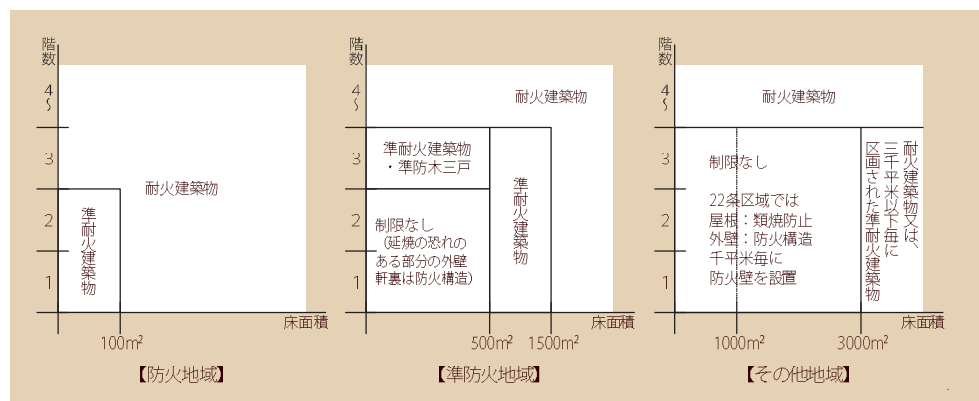 階数
4～
3
2
1
耐火建築物
準耐火建築物
床面積
100㎡
【防火地域】
階数
4～
3
2
1
耐火建築物
準耐火建築物
・準防木三戸
制限なし
（延焼の恐れの
ある部分の外壁
軒裏は防火構造）
準耐火建築物
床面積
500㎡
1500㎡
【準防火地域】
階数
4～
3
2
1
耐火建築物
制限なし
22条区域では
屋根：類焼防止
外壁：防火構造
千平米毎に
防火壁を設置
耐火建築物又は、
三千平米以下毎に
区画された準耐火建築物
床面積
1000㎡
3000㎡
【その他地域】